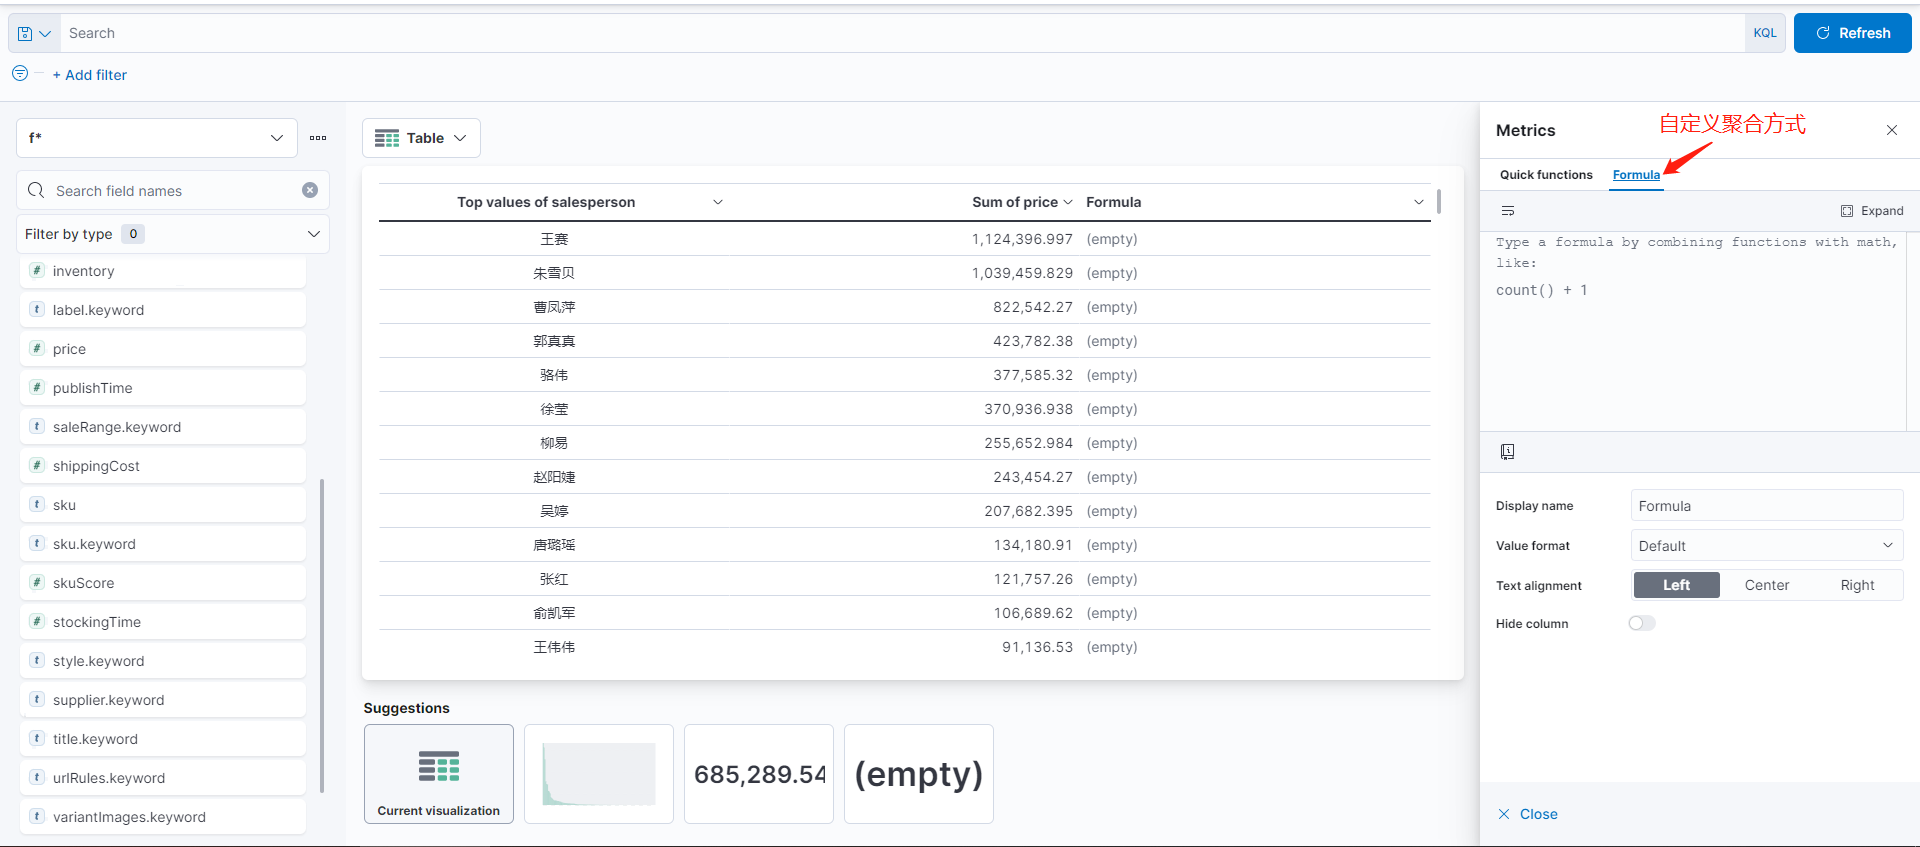 Search
KQL
Refresh
+ Add filter
f*
Search field names
Filter by type 0
# inventory
t label.keyword
# price
# publishTime
t saleRange.keyword
# shippingCost
t sku
t sku.keyword
# skuScore
# stockingTime
t style.keyword
t supplier.keyword
t title.keyword
t urlRules.keyword
t variantImages.keyword
Table
Top values of salesperson Sum of price Formula
王赛 1,124,396.997 (empty)
朱雪贝 1,039,459.829 (empty)
曹凤萍 822,542.27 (empty)
郭真真 423,782.38 (empty)
骆伟 377,585.32 (empty)
徐莹 370,936.938 (empty)
柳易 255,652.984 (empty)
赵阳婕 243,454.27 (empty)
吴婷 207,682.395 (empty)
唐璐瑶 134,180.91 (empty)
张红 121,757.26 (empty)
俞凯军 106,689.62 (empty)
王伟伟 91,136.53 (empty)
Suggestions
Current visualization
685,289.54
(empty)
Metrics
自定义聚合方式
Quick functions Formula
Expand
Type a formula by combining functions with math,
like:
count() + 1
Display name Formula
Value format Default
Text alignment Left Center Right
Hide column
Close